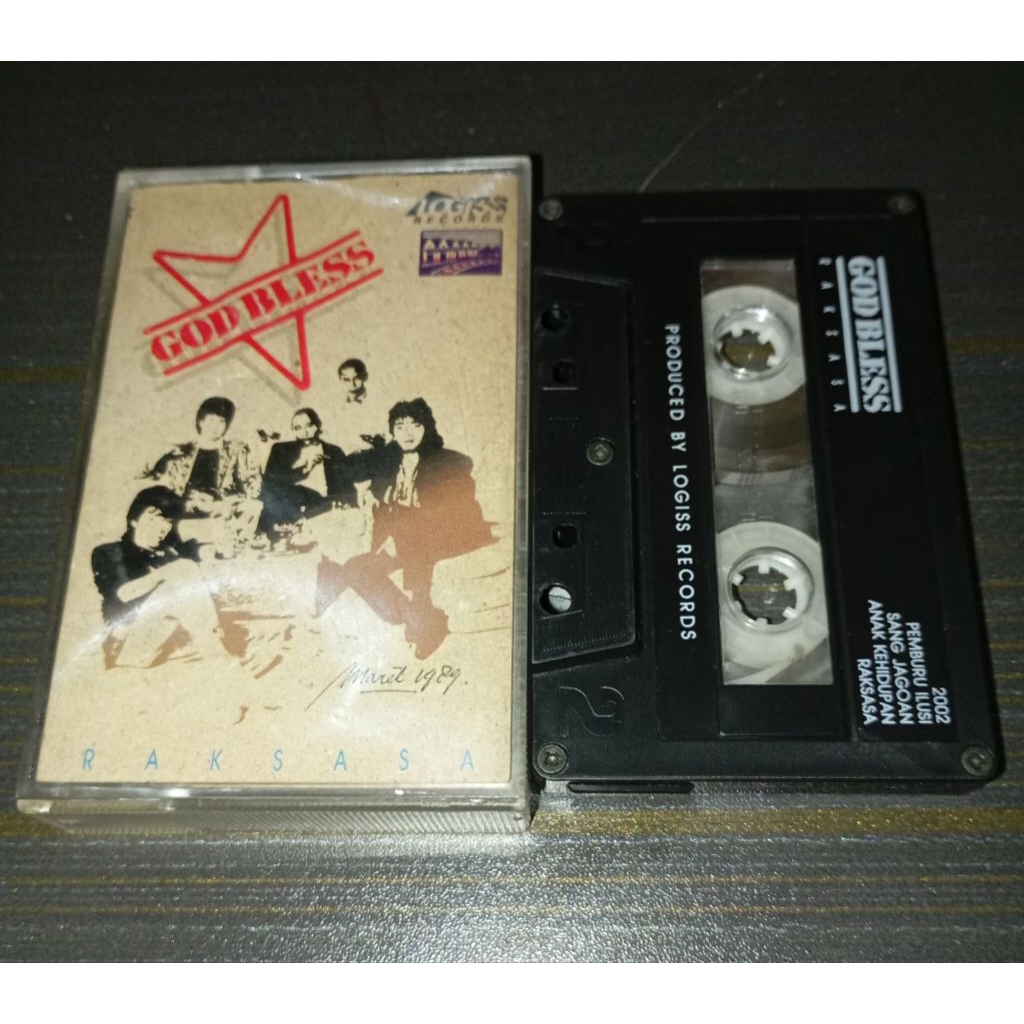 Logiss
Records
GOD BLESS
Maret 1989.
RAKSASA
GOD BLESS
RAKSASA
PRODUCED BY LOGISS RECORDS
2002
PEMBURU ILUSI
SANG JAGOAN
ANAK KEHIDUPAN
RAKSASA
2
2